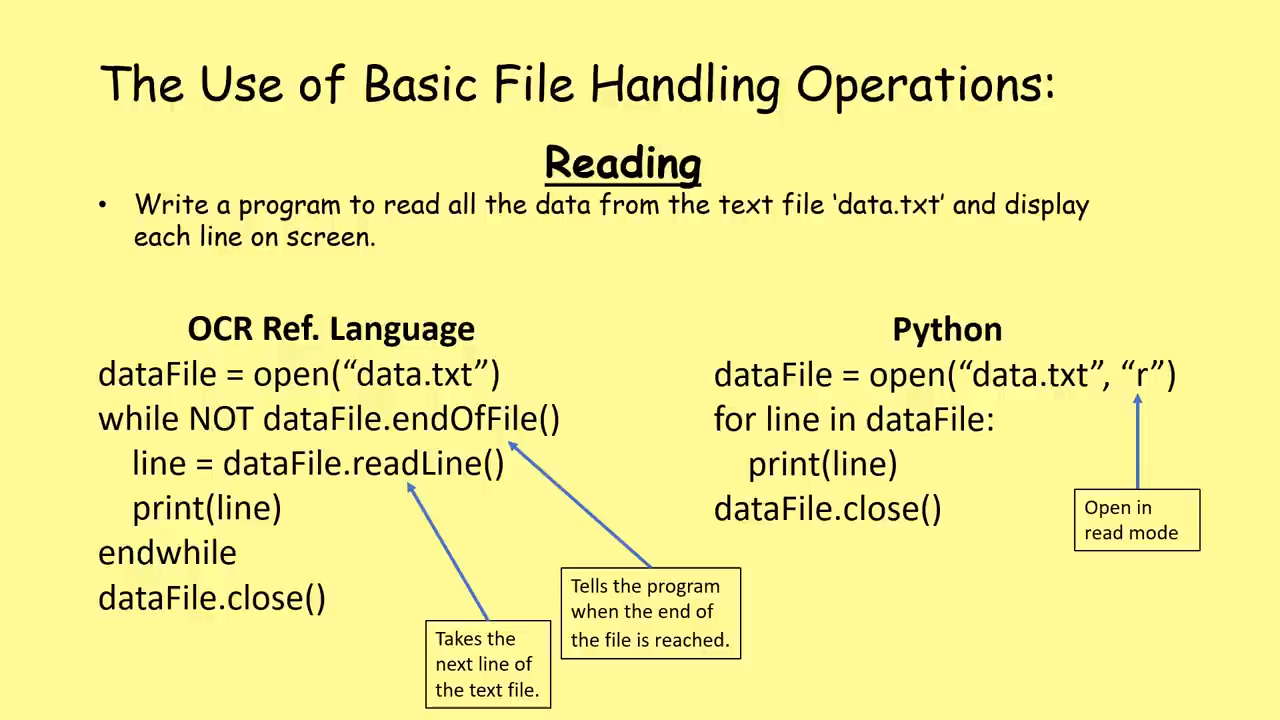 The Use of Basic File Handling Operations:
Reading
• Write a program to read all the data from the text file ‘data.txt’ and display
each line on screen.
OCR Ref. Language
dataFile = open(“data.txt”)
while NOT dataFile.endOfFile()
line = dataFile.readLine()
print(line)
endwhile
dataFile.close()
Takes the
next line of
the text file.
Tells the program
when the end of
the file is reached.
Python
dataFile = open(“data.txt”, “r”)
for line in dataFile:
print(line)
dataFile.close()
Open in
read mode